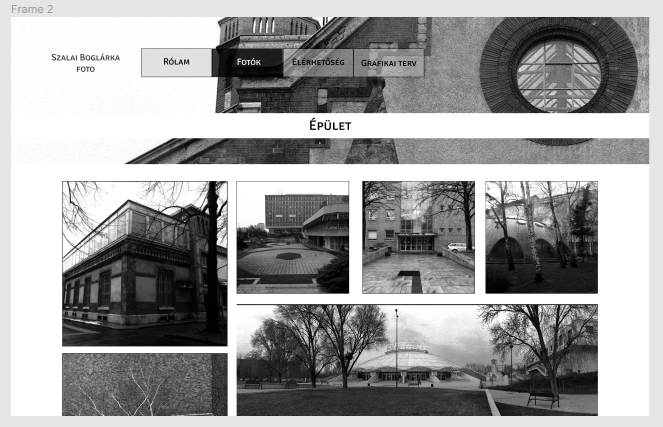 Frame 2
Szalai Boglárka
foto
Rólam
Fotók
Elérhetőség
Grafikai terv
Épület